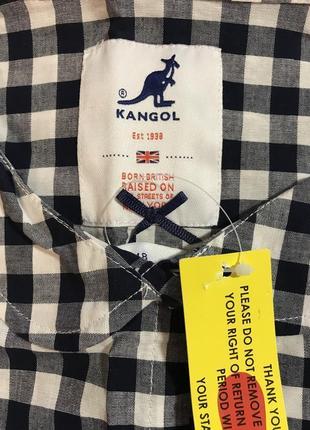 ®
KANGOL
Est 1938
BORN BRITISH
RAISED ON
STREETS OF
THANK YOU
PLEASE DO NOT REMOVE
YOUR RIGHT OF RETURN
PERIOD
YOUR